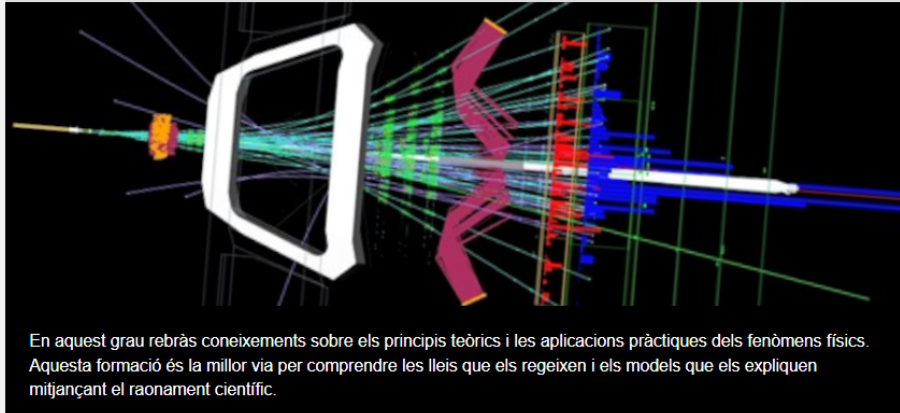 En aquest grau rebràs coneixements sobre els principis teòrics i les aplicacions pràctiques dels fenòmens físics.
Aquesta formació és la millor via per comprendre les lleis que els regeixen i els models que els expliquen
mitjançant el raonament científic.